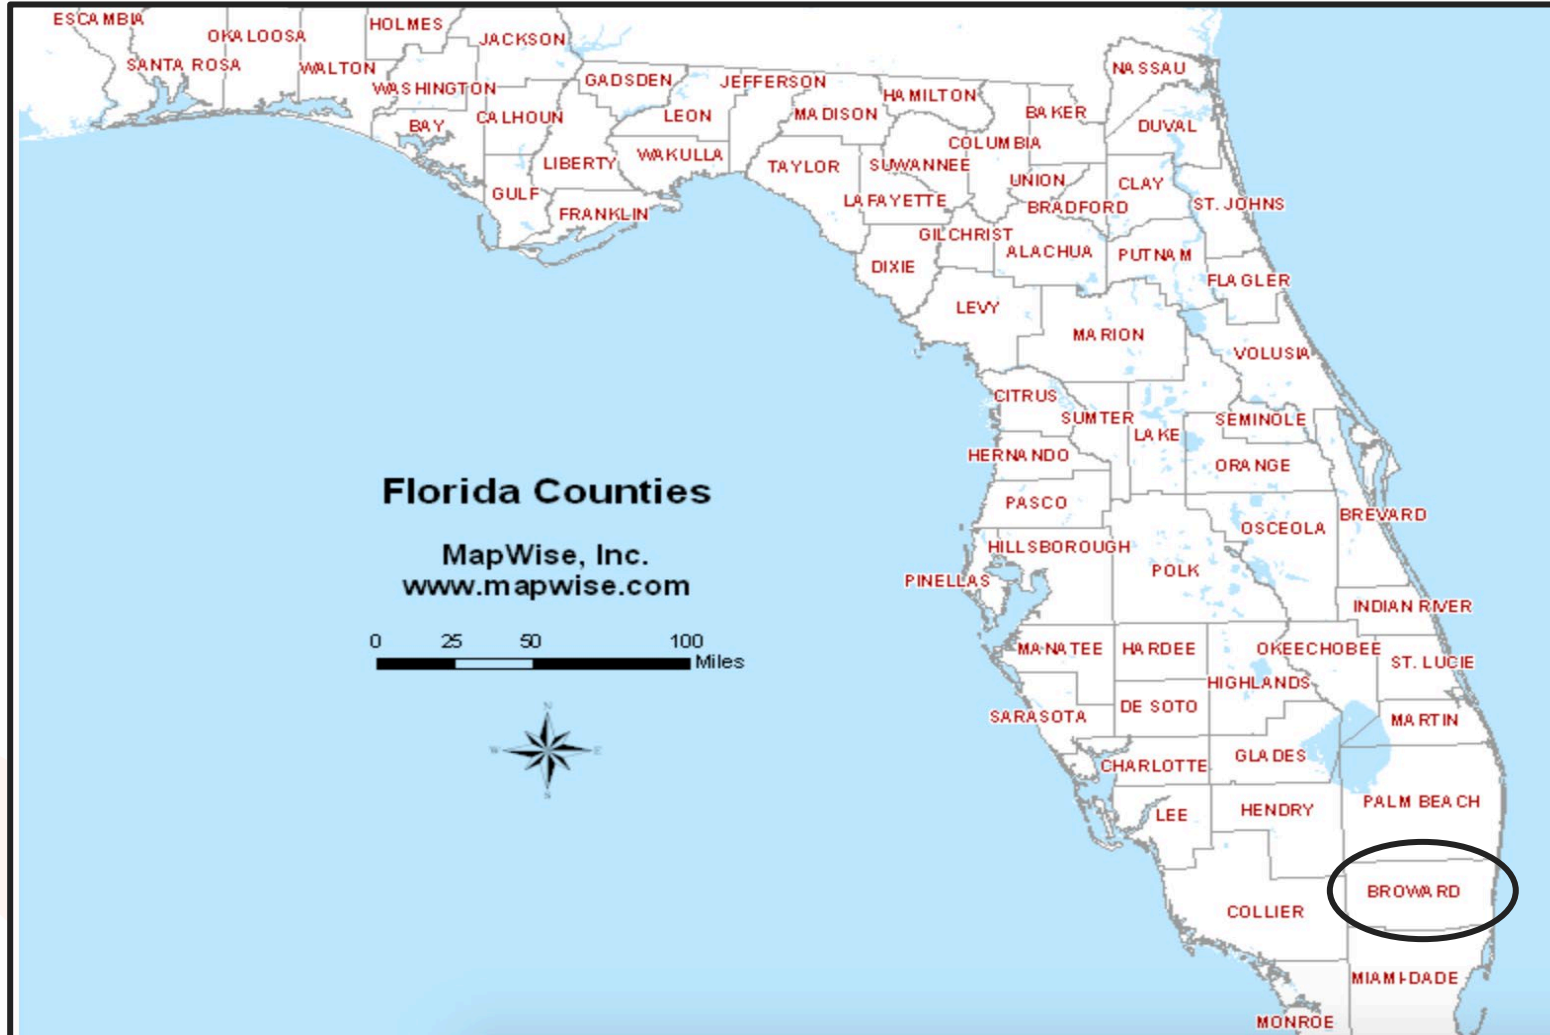 ESCAMBIA
HOLMES
OKALOOSA
JACKSON
SANTA ROSA
WALTON
NASSAU
GADSDEN
JEFFERSON
WASHINGTON
HAMILTON
BAKER
LEON
MADISON
CALHOUN
BAY
DUVAL
COLUMBIA
WAKULLA
LIBERTY
TAYLOR
SUWANNEE
UNION
CLAY
GULF
LAFAYETTE
BRADFORD
ST. JOHNS
FRANKLIN
GILCHRIST
ALACHUA
PUTNAM
DIXIE
FLAGLER
LEVY
MARION
VOLUSIA
CITRUS
SUMTER
SEMINOLE
LAKE
HERNANDO
ORANGE
Florida Counties
PASCO
BREVARD
OSCEOLA
MapWise, Inc.
HILLSBOROUGH
POLK
PINELLAS
www.mapwise.com
INDIAN RIVER
0 25 50 100
Miles
MANATEE
HARDEE
OKEECHOBEE
ST. LUCIE
HIGHLANDS
DE SOTO
SARASOTA
MARTIN
N
W E
S
GLADES
CHARLOTTE
PALM BEACH
HENDRY
LEE
BROWARD
COLLIER
MIAMI-DADE
MONROE